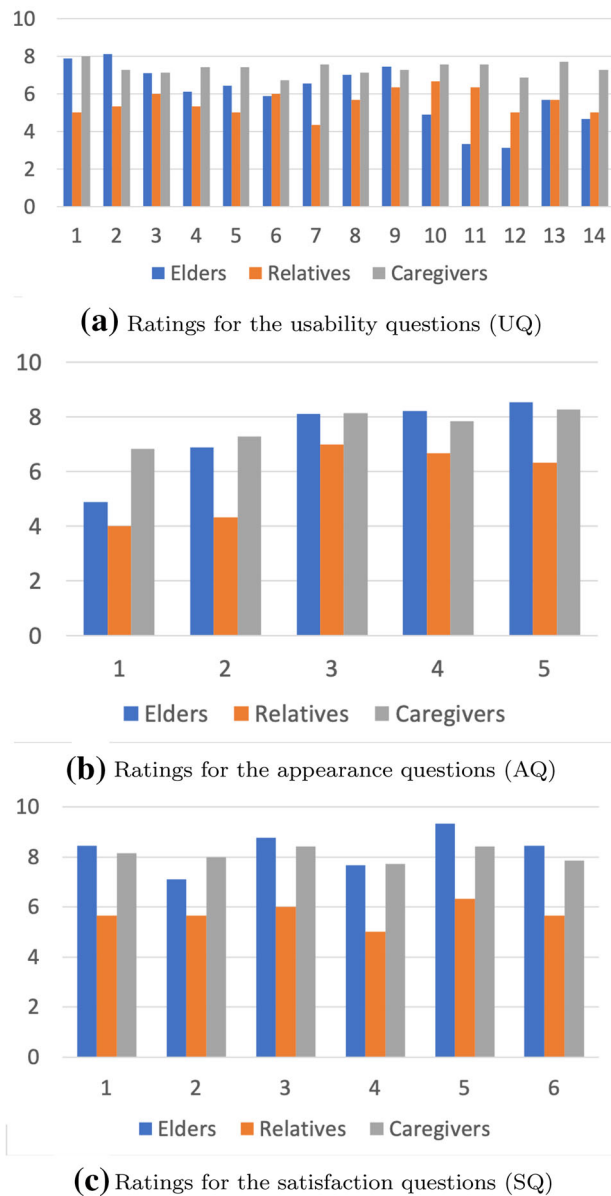 10
8
6
4
2
0
1 2 3 4 5 6 7 8 9 10 11 12 13 14
Elders Relatives Caregivers
(a) Ratings for the usability questions (UQ)
10
8
6
4
2
0
1 2 3 4 5
Elders Relatives Caregivers
(b) Ratings for the appearance questions (AQ)
10
8
6
4
2
0
1 2 3 4 5 6
Elders Relatives Caregivers
(c) Ratings for the satisfaction questions (SQ)